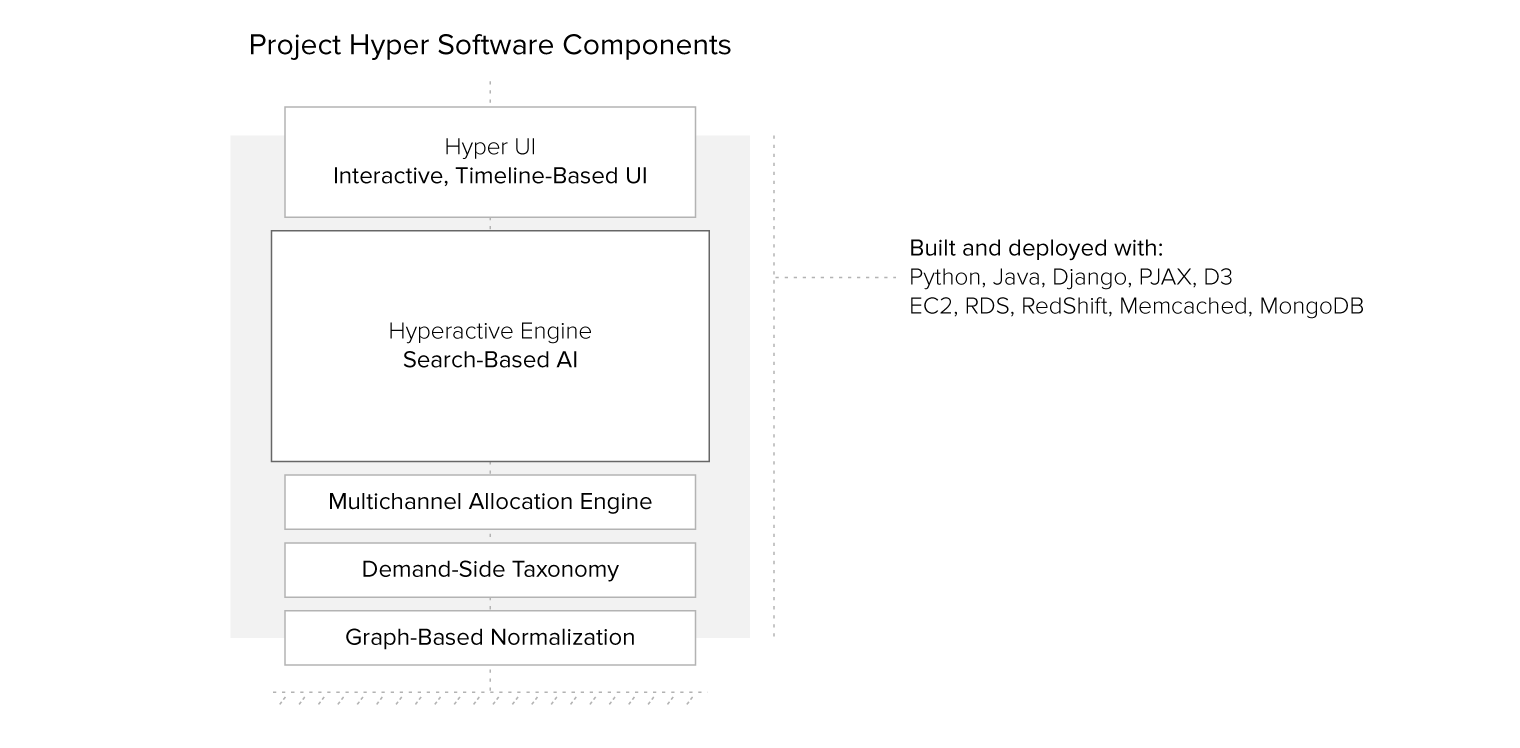 Project Hyper Software Components
Hyper UI
Interactive, Timeline-Based UI
Hyperactive Engine
Search-Based AI
Multichannel Allocation Engine
Demand-Side Taxonomy
Graph-Based Normalization
Built and deployed with:
Python, Java, Django, PJAX, D3
EC2, RDS, RedShift, Memcached, MongoDB